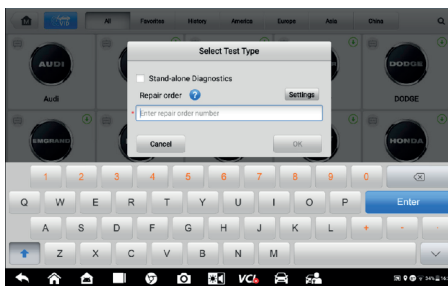 All Favorites History America Europe Asia China
Select Test Type
AUDI
DODGE
Stand-alone Diagnostics
Repair order ? Settings
Audi
DODGE
* Enter repair order number
EMGRAND
HONDA
Cancel OK
1 2 3 4 5 6 7 8 9 0
Q W E R T Y U I O P Enter
A S D F G H J K L + - .
Z X C V B N M
VCI